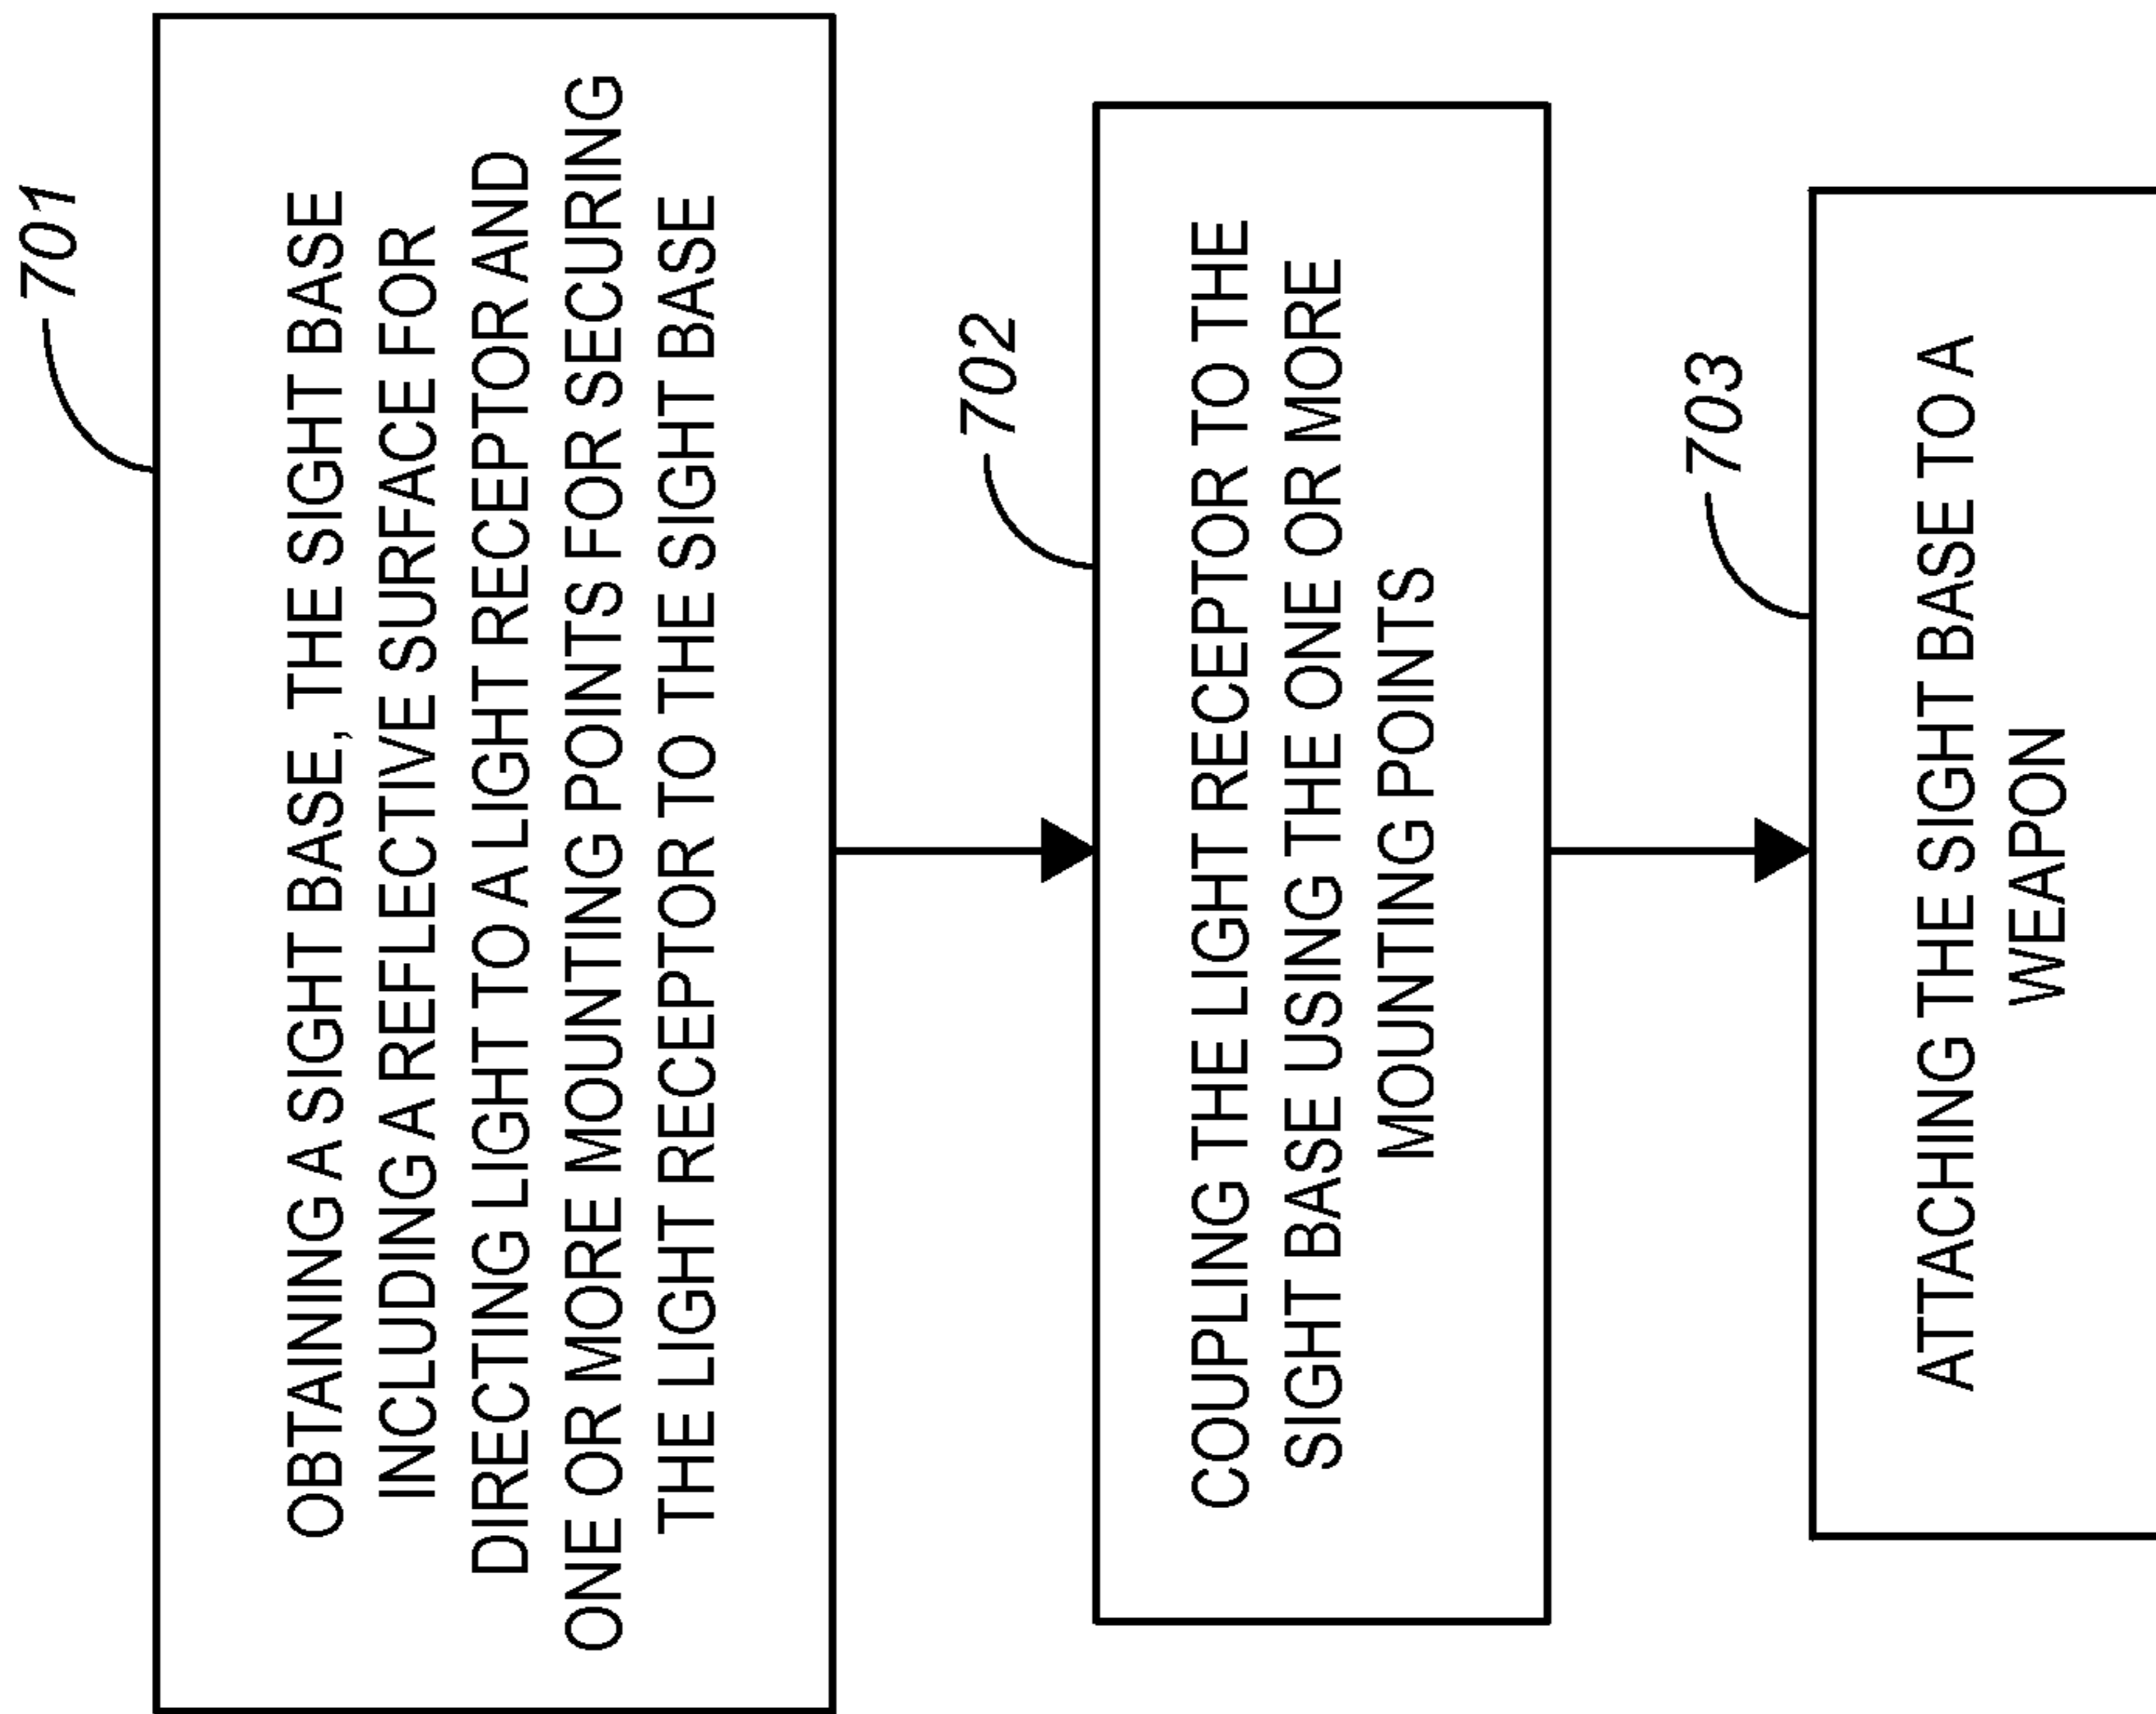 701
OBTAINING A SIGHT BASE, THE SIGHT BASE
INCLUDING A REFLECTIVE SURFACE FOR
DIRECTING LIGHT TO A LIGHT RECEPTOR AND
ONE OR MORE MOUNTING POINTS FOR SECURING
THE LIGHT RECEPTOR TO THE SIGHT BASE
702
COUPLING THE LIGHT RECEPTOR TO THE
SIGHT BASE USING THE ONE OR MORE
MOUNTING POINTS
703
ATTACHING THE SIGHT BASE TO A
WEAPON